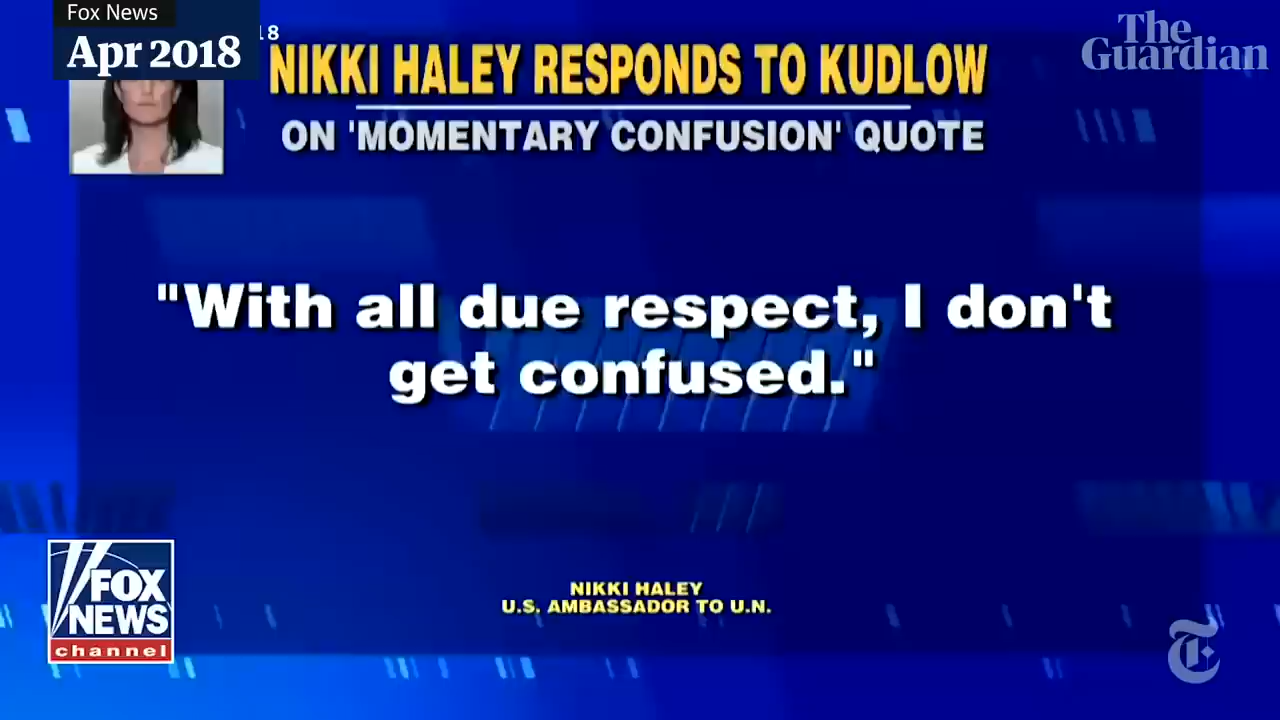 Fox News
Apr 2018
18
The Guardian
NIKKI HALEY RESPONDS TO KUDLOW
ON 'MOMENTARY CONFUSION' QUOTE
"With all due respect, I don't
get confused."
NIKKI HALEY
U.S. AMBASSADOR TO U.N.
FOX
NEWS
channel
T